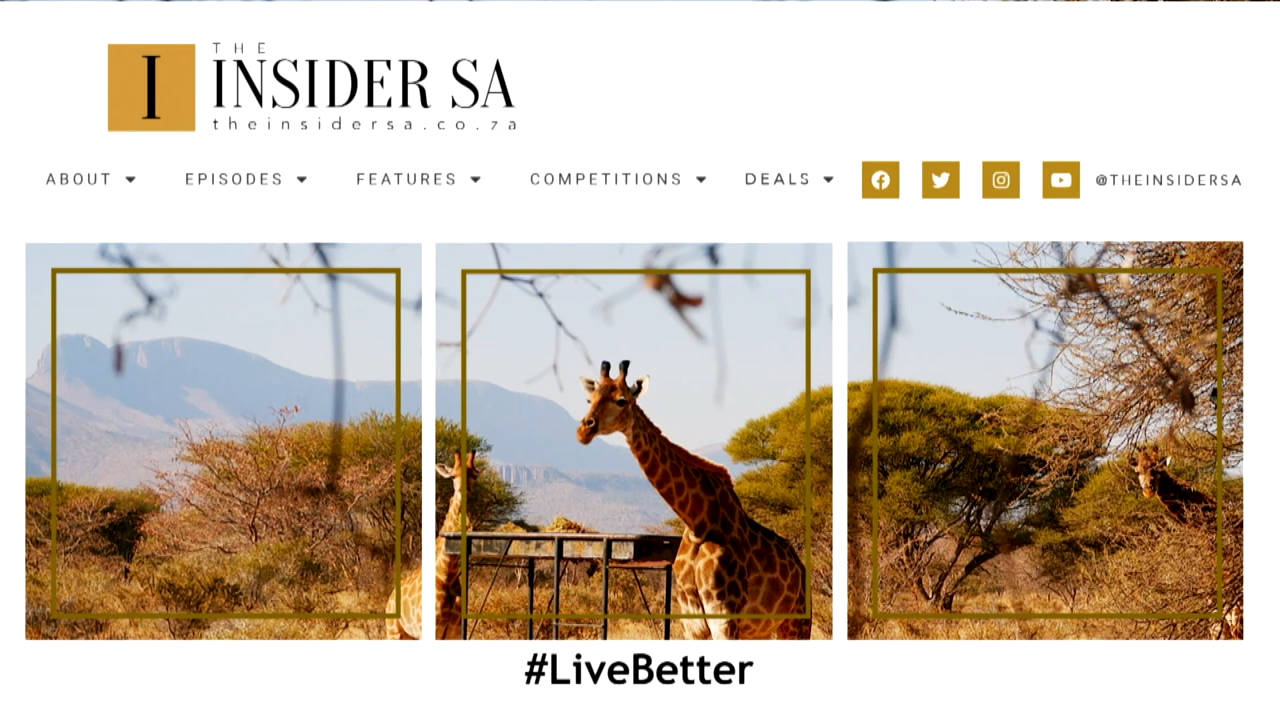 I
THE
INSIDER SA
theinsidersa.co.za
ABOUT EPISODES FEATURES COMPETITIONS DEALS @THEINSIDERSA
#LiveBetter